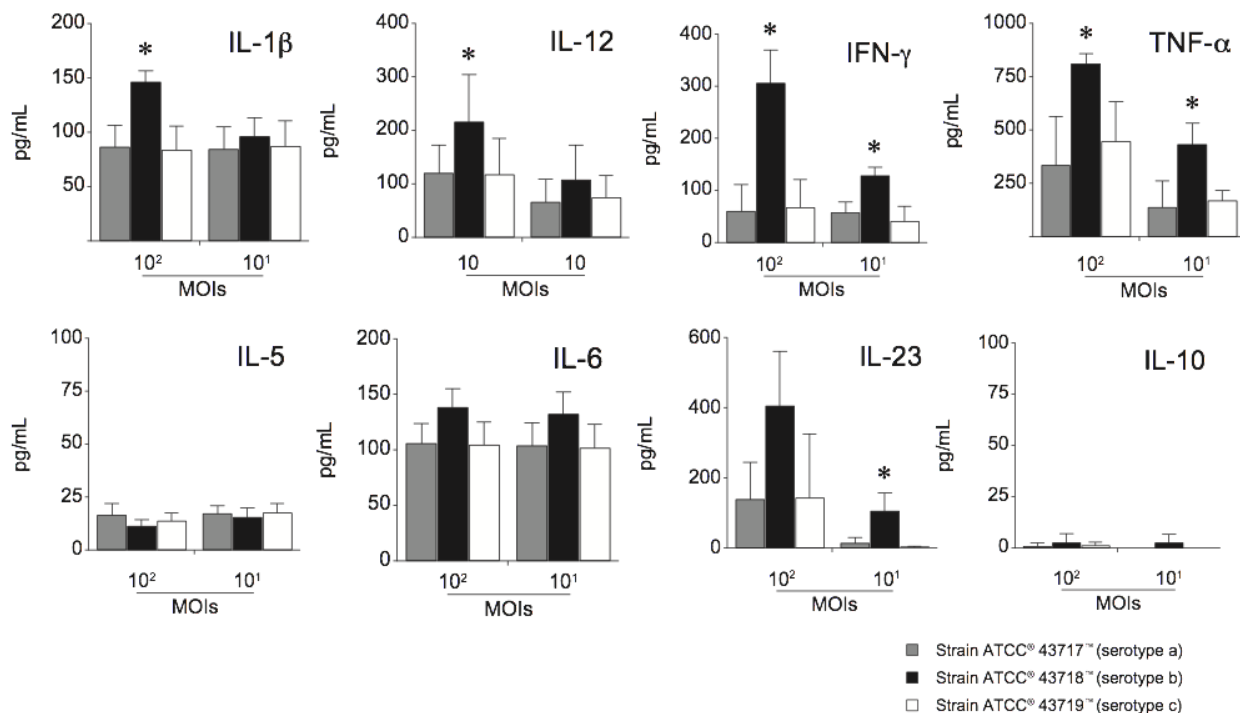 IL-1β
pg/mL
200
150
100
50
*
10² 10¹
MOIs
IL-12
pg/mL
400
300
200
100
0
*
10 10
MOIs
IFN-γ
pg/mL
400
300
200
100
0
* *
10² 10¹
MOIs
TNF-α
pg/mL
1000
750
500
250
* *
10² 10¹
MOIs
IL-5
pg/mL
100
75
50
25
0
10² 10¹
MOIs
IL-6
pg/mL
200
150
100
50
0
10² 10¹
MOIs
IL-23
pg/mL
600
400
200
0
*
10² 10¹
MOIs
IL-10
pg/mL
100
75
50
25
0
10² 10¹
MOIs
Strain ATCC® 43717™ (serotype a)
Strain ATCC® 43718™ (serotype b)
Strain ATCC® 43719™ (serotype c)